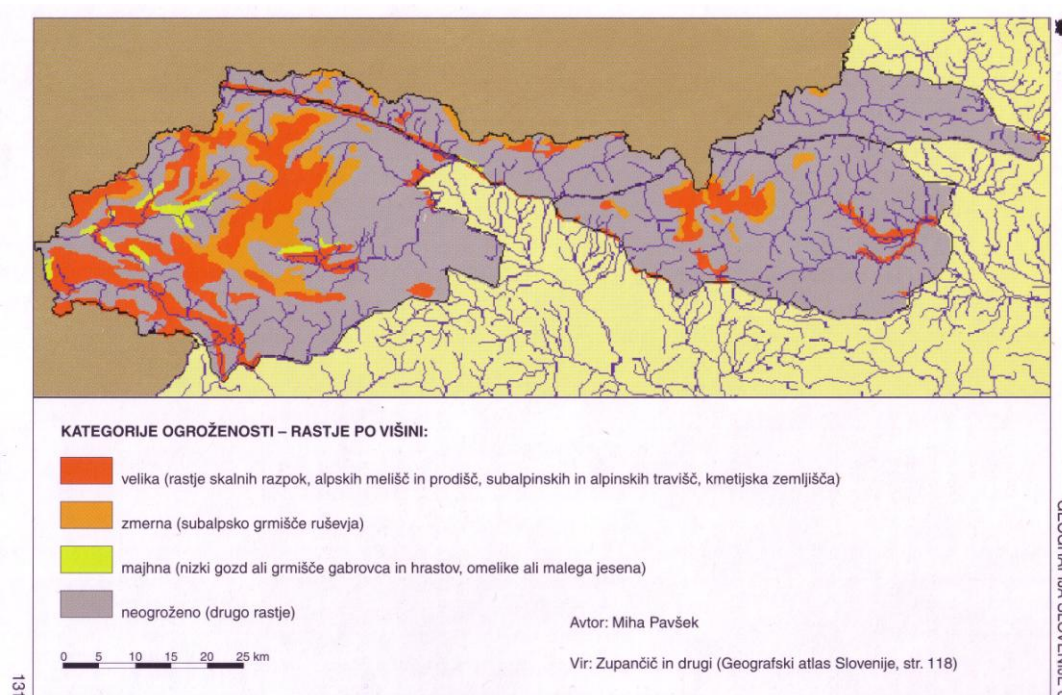 KATEGORIJE OGROŽENOSTI – RASTJE PO VIŠINI:
velika (rastje skalnih razpok, alpskih melišč in prodišč, subalpinskih in alpinskih travišč, kmetijska zemljišča)
zmerna (subalpsko grmišče ruševja)
majhna (nizki gozd ali grmišče gabrovca in hrastov, omelike ali malega jesena)
neogroženo (drugo rastje)
0 5 10 15 20 25 km
Avtor: Miha Pavšek
Vir: Zupančič in drugi (Geografski atlas Slovenije, str. 118)
131